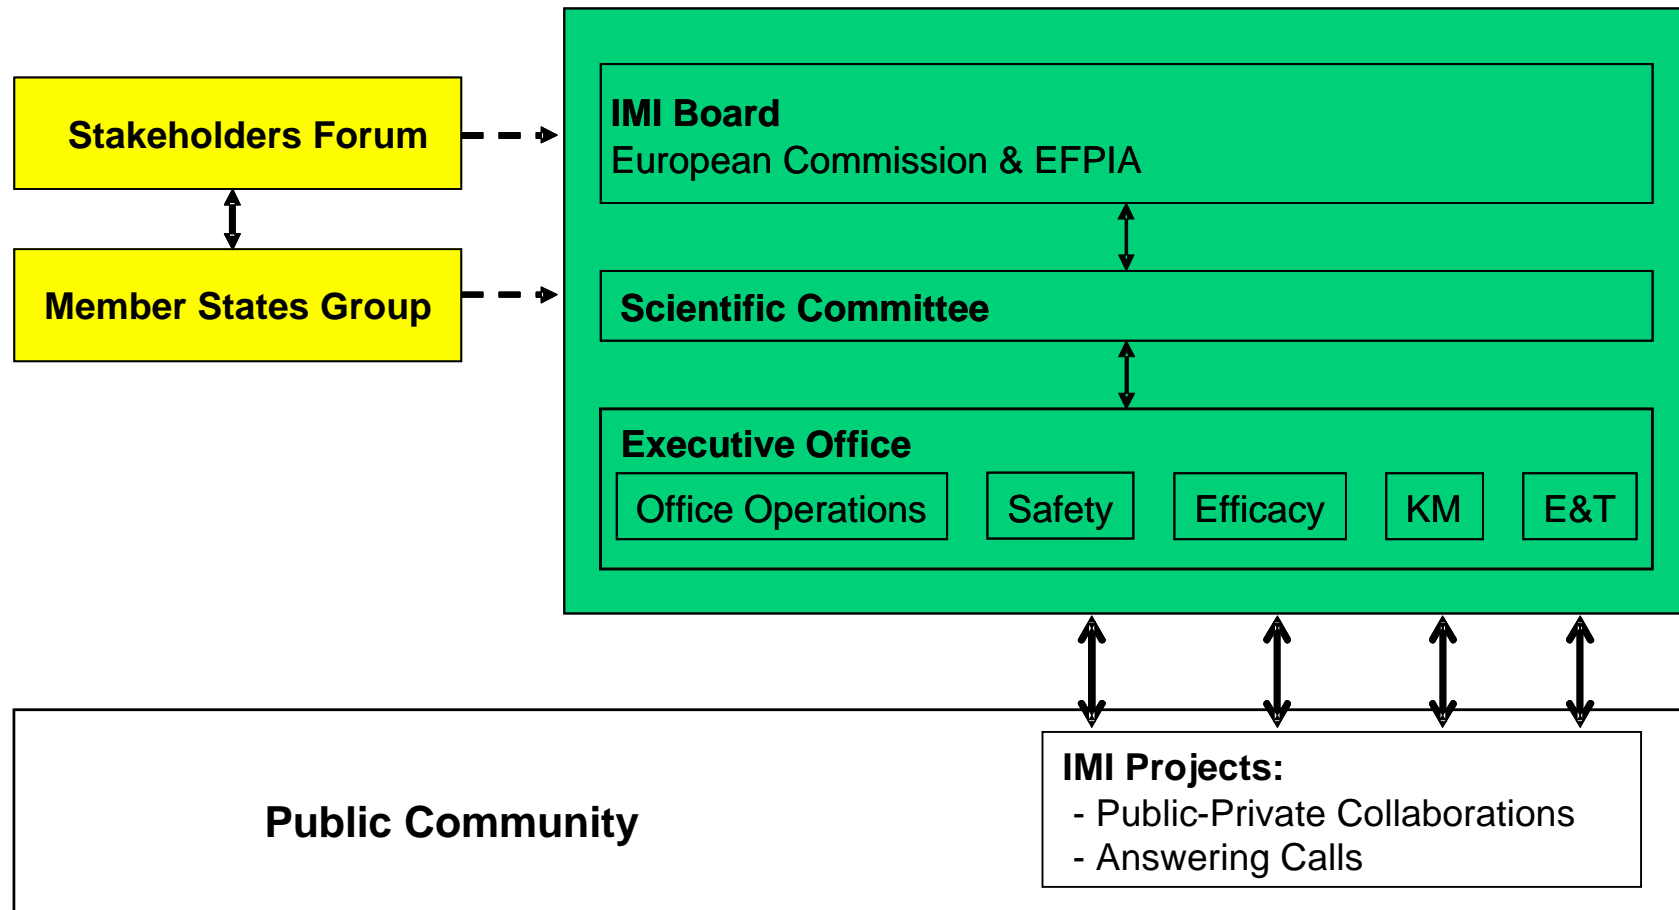 Stakeholders Forum
Member States Group
IMI Board
European Commission & EFPIA
Scientific Committee
Executive Office
Office Operations
Safety
Efficacy
KM
E&T
Public Community
IMI Projects:
- Public-Private Collaborations
- Answering Calls